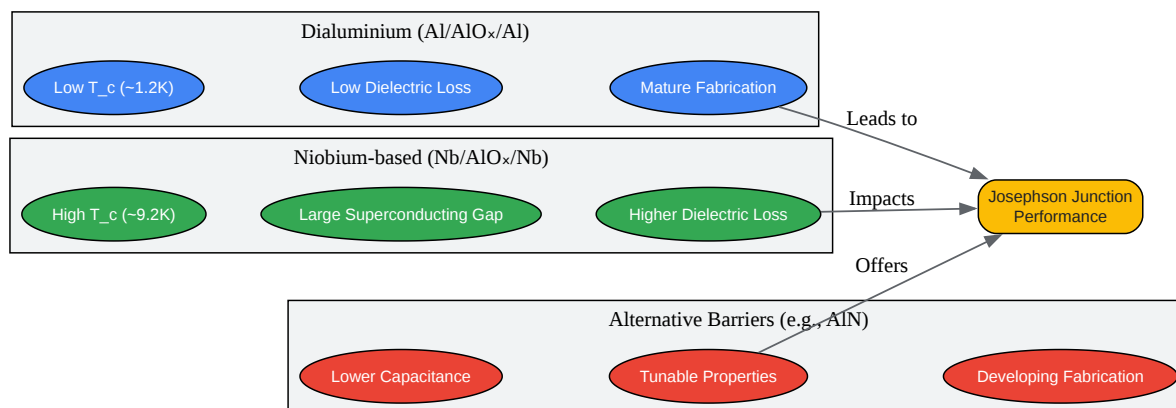 Dialuminium (Al/AlOₓ/Al)
Low T_c (~1.2K)
Low Dielectric Loss
Mature Fabrication
Leads to
Niobium-based (Nb/AlOₓ/Nb)
High T_c (~9.2K)
Large Superconducting Gap
Higher Dielectric Loss
Impacts
Josephson Junction
Performance
Offers
Alternative Barriers (e.g., AlN)
Lower Capacitance
Tunable Properties
Developing Fabrication